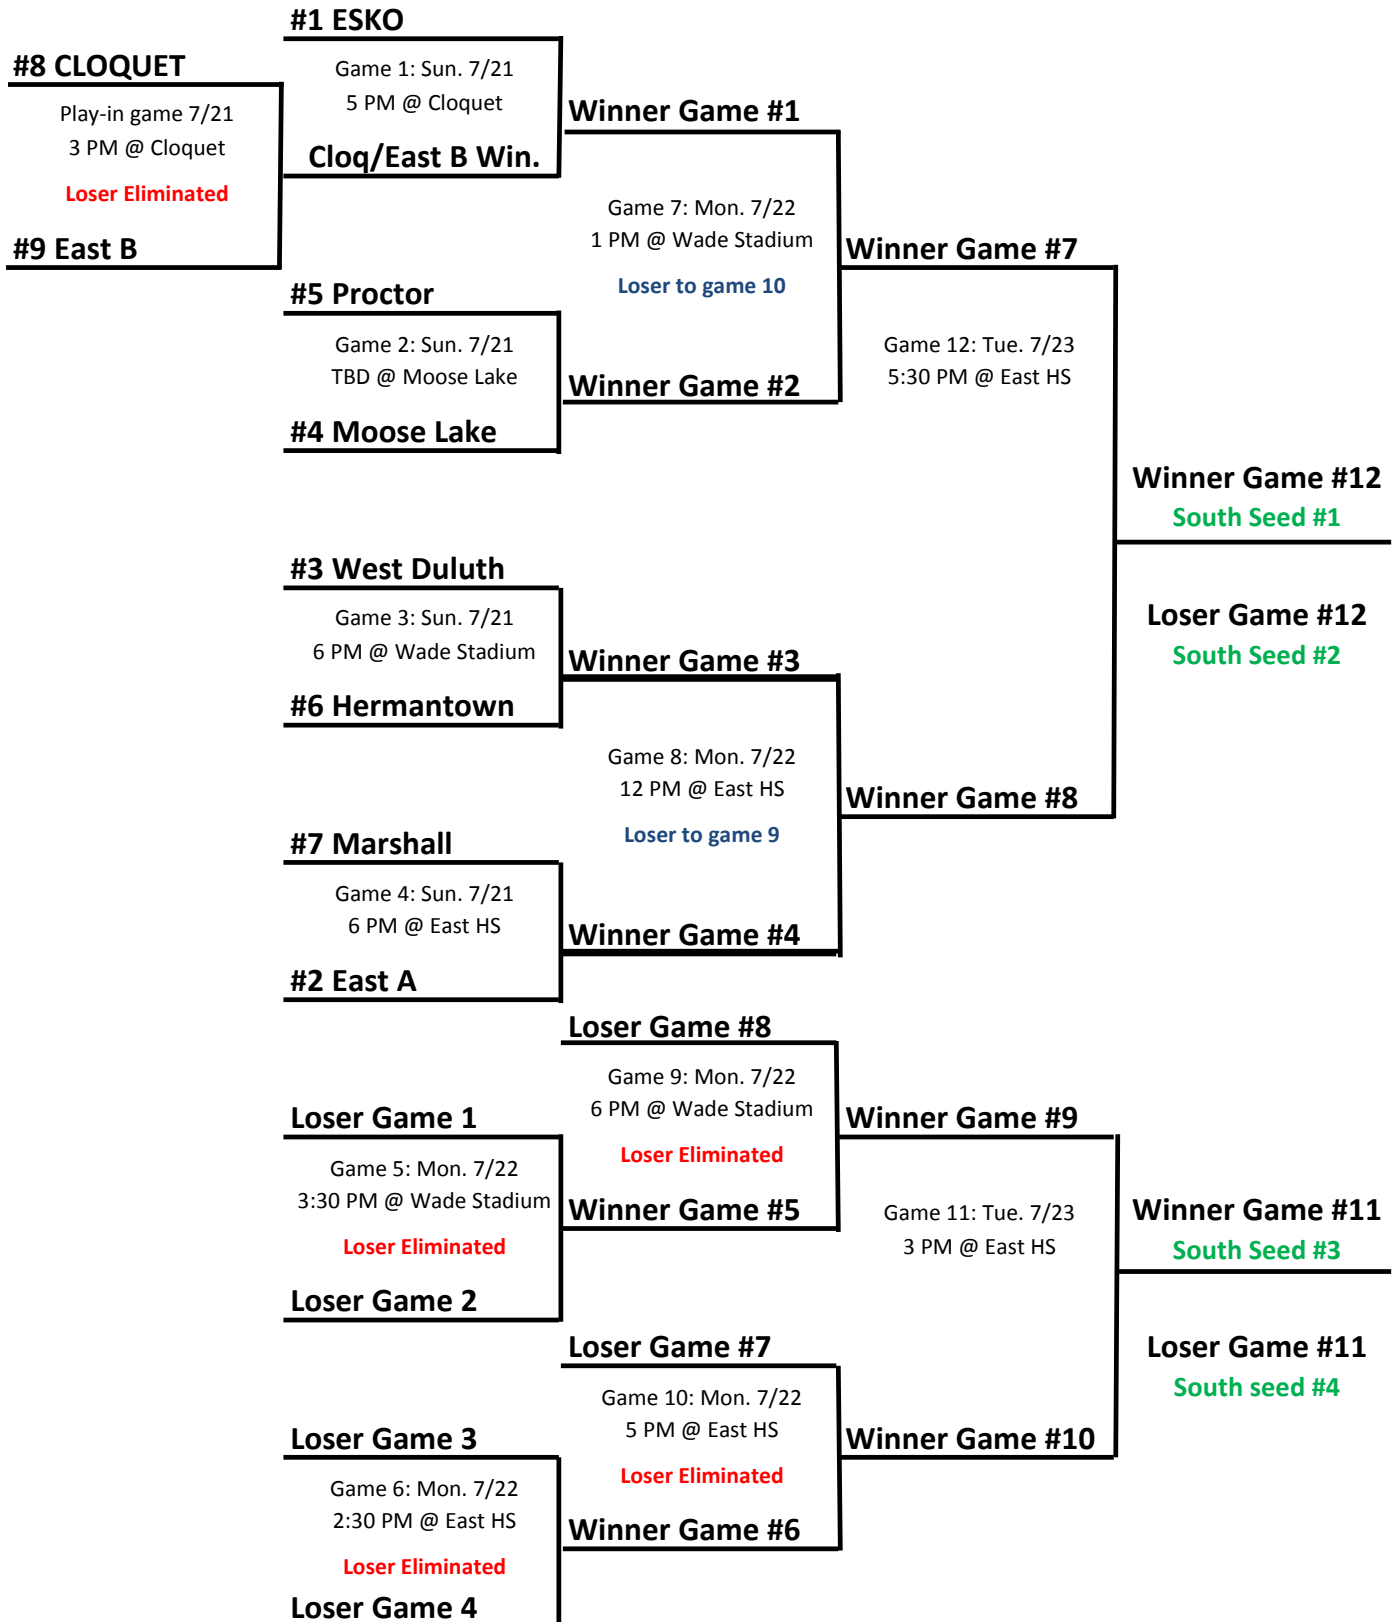 #1 ESKO
#8 CLOQUET
Game 1: Sun. 7/21
5 PM @ Cloquet
Play-in game 7/21
3 PM @ Cloquet
Winner Game #1
Cloq/East B Win.
Loser Eliminated
Game 7: Mon. 7/22
1 PM @ Wade Stadium
#9 East B
Winner Game #7
Loser to game 10
#5 Proctor
Game 2: Sun. 7/21
TBD @ Moose Lake
Game 12: Tue. 7/23
5:30 PM @ East HS
Winner Game #2
#4 Moose Lake
Winner Game #12
South Seed #1
#3 West Duluth
Game 3: Sun. 7/21
6 PM @ Wade Stadium
Loser Game #12
South Seed #2
Winner Game #3
#6 Hermantown
Game 8: Mon. 7/22
12 PM @ East HS
Winner Game #8
Loser to game 9
#7 Marshall
Game 4: Sun. 7/21
6 PM @ East HS
Winner Game #4
#2 East A
Loser Game #8
Game 9: Mon. 7/22
6 PM @ Wade Stadium
Loser Game 1
Winner Game #9
Loser Eliminated
Game 5: Mon. 7/22
3:30 PM @ Wade Stadium
Winner Game #5
Game 11: Tue. 7/23
3 PM @ East HS
Winner Game #11
South Seed #3
Loser Eliminated
Loser Game 2
Loser Game #7
Loser Game #11
South seed #4
Game 10: Mon. 7/22
5 PM @ East HS
Loser Game 3
Winner Game #10
Loser Eliminated
Game 6: Mon. 7/22
2:30 PM @ East HS
Winner Game #6
Loser Eliminated
Loser Game 4